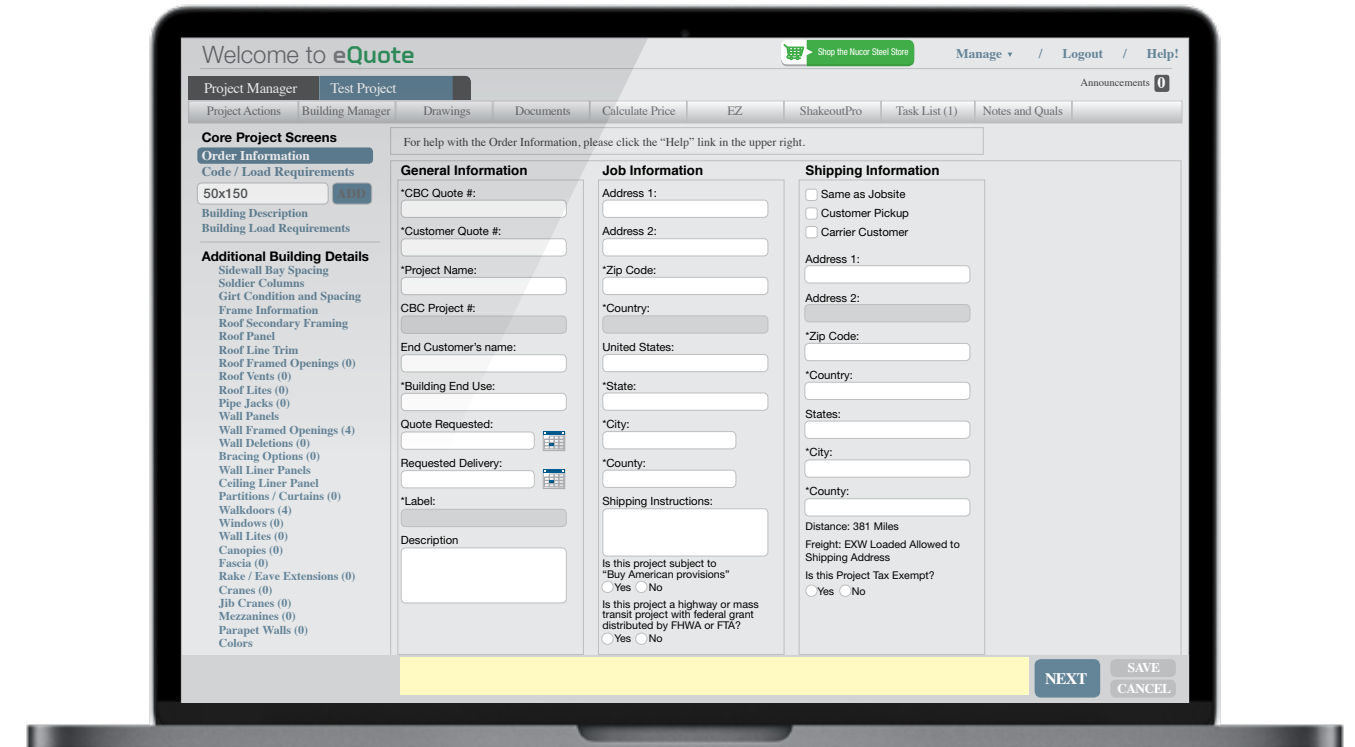 Welcome to eQuote
Shop the Nucor Steel Store
Manage / Logout / Help!
Project Manager Test Project
Announcements 0
Project Actions Building Manager Drawings Documents Calculate Price EZ ShakeoutPro Task List (1) Notes and Quals
Core Project Screens
Order Information
Code / Load Requirements
50x150 ADD
Building Description
Building Load Requirements
Additional Building Details
Sidewall Bay Spacing
Soldier Columns
Girt Condition and Spacing
Frame Information
Roof Secondary Framing
Roof Panel
Roof Line Trim
Roof Framed Openings (0)
Roof Vents (0)
Roof Lites (0)
Pipe Jacks (0)
Wall Panels
Wall Framed Openings (4)
Wall Deletions (0)
Bracing Options (0)
Wall Liner Panels
Ceiling Liner Panel
Partitions / Curtains (0)
Walkdoors (4)
Windows (0)
Wall Lites (0)
Canopies (0)
Fascia (0)
Rake / Eave Extensions (0)
Cranes (0)
Jib Cranes (0)
Mezzanines (0)
Parapet Walls (0)
Colors
For help with the Order Information, please click the “Help” link in the upper right.
General Information
*CBC Quote #:
*Customer Quote #:
*Project Name:
CBC Project #:
End Customer’s name:
*Building End Use:
Quote Requested:
Requested Delivery:
*Label:
Description
Job Information
Address 1:
Address 2:
*Zip Code:
*Country:
United States:
*State:
*City:
*County:
Shipping Instructions:
Is this project subject to
“Buy American provisions”
Yes No
Is this project a highway or mass
transit project with federal grant
distributed by FHWA or FTA?
Yes No
Shipping Information
Same as Jobsite
Customer Pickup
Carrier Customer
Address 1:
Address 2:
*Zip Code:
*Country:
States:
*City:
*County:
Distance: 381 Miles
Freight: EXW Loaded Allowed to
Shipping Address
Is this Project Tax Exempt?
Yes No
NEXT
SAVE
CANCEL